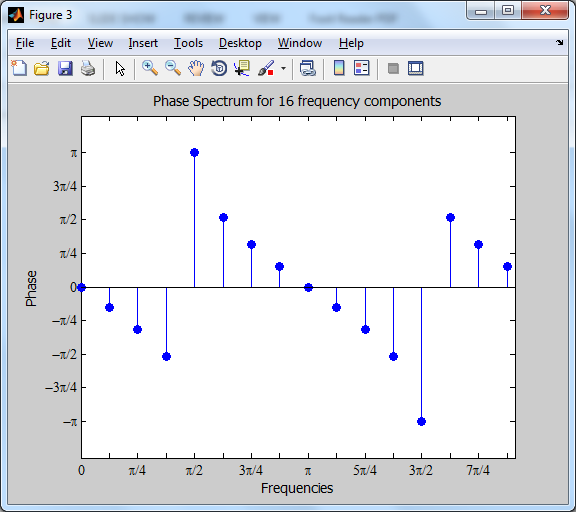 Figure 3
File Edit View Insert Tools Desktop Window Help
Phase Spectrum for 16 frequency components
π
3π/4
π/2
π/4
0
−π/4
−π/2
−3π/4
−π
Phase
0 π/4 π/2 3π/4 π 5π/4 3π/2 7π/4
Frequencies